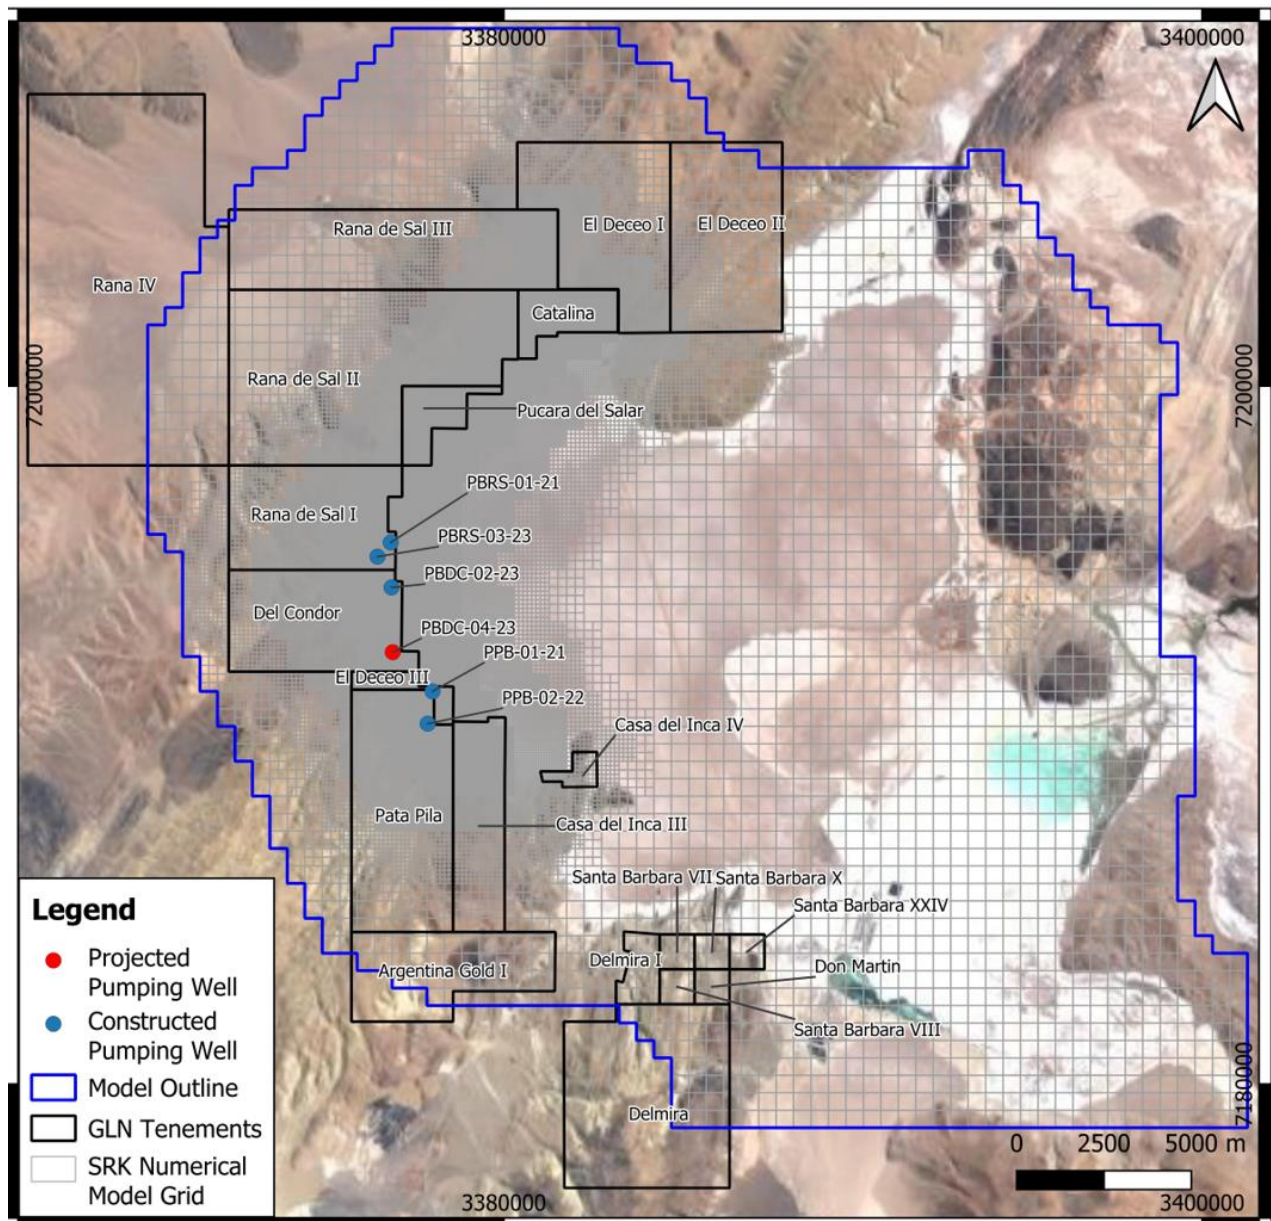 3380000
3400000
Rana de Sal III
El Deceo I
El Deceo II
Rana IV
Catalina
7200000
7200000
Rana de Sal II
Pucara del Salar
PBRS-01-21
Rana de Sal I
PBRS-03-23
PBDC-02-23
Del Condor
PBDC-04-23
PPB-01-21
El Deceo III
PPB-02-22
Casa del Inca IV
Pata Pila
Casa del Inca III
Santa Barbara VII
Santa Barbara X
Santa Barbara XXIV
Delmira I
Don Martin
Argentina Gold I
Santa Barbara VIII
Delmira
7180000
Legend
Projected
Pumping Well
Constructed
Pumping Well
Model Outline
GLN Tenements
SRK Numerical
Model Grid
0 2500 5000 m
3380000
3400000